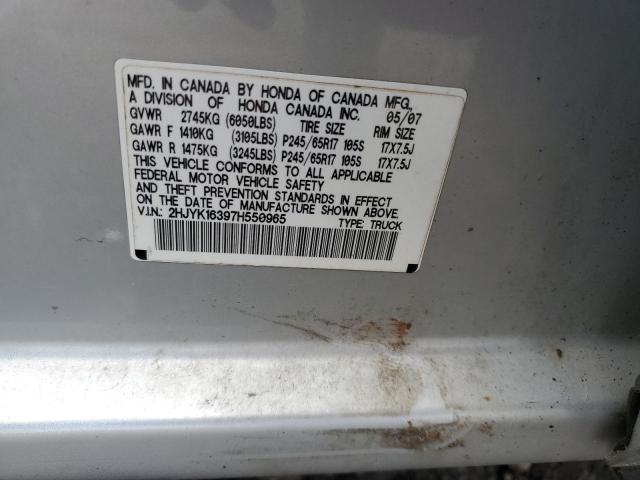 MFD. IN CANADA BY HONDA OF CANADA MFG.,
A DIVISION OF HONDA CANADA INC. 05/07
GVWR 2745KG (6050LBS) TIRE SIZE RIM SIZE
GAWR F 1410KG (3105LBS) P245/65R17 105S 17X7.5J
GAWR R 1475KG (3245LBS) P245/65R17 105S 17X7.5J
THIS VEHICLE CONFORMS TO ALL APPLICABLE
FEDERAL MOTOR VEHICLE SAFETY
AND THEFT PREVENTION STANDARDS IN EFFECT
ON THE DATE OF MANUFACTURE SHOWN ABOVE.
V.I.N.: 2HJYK16397H550965 TYPE: TRUCK